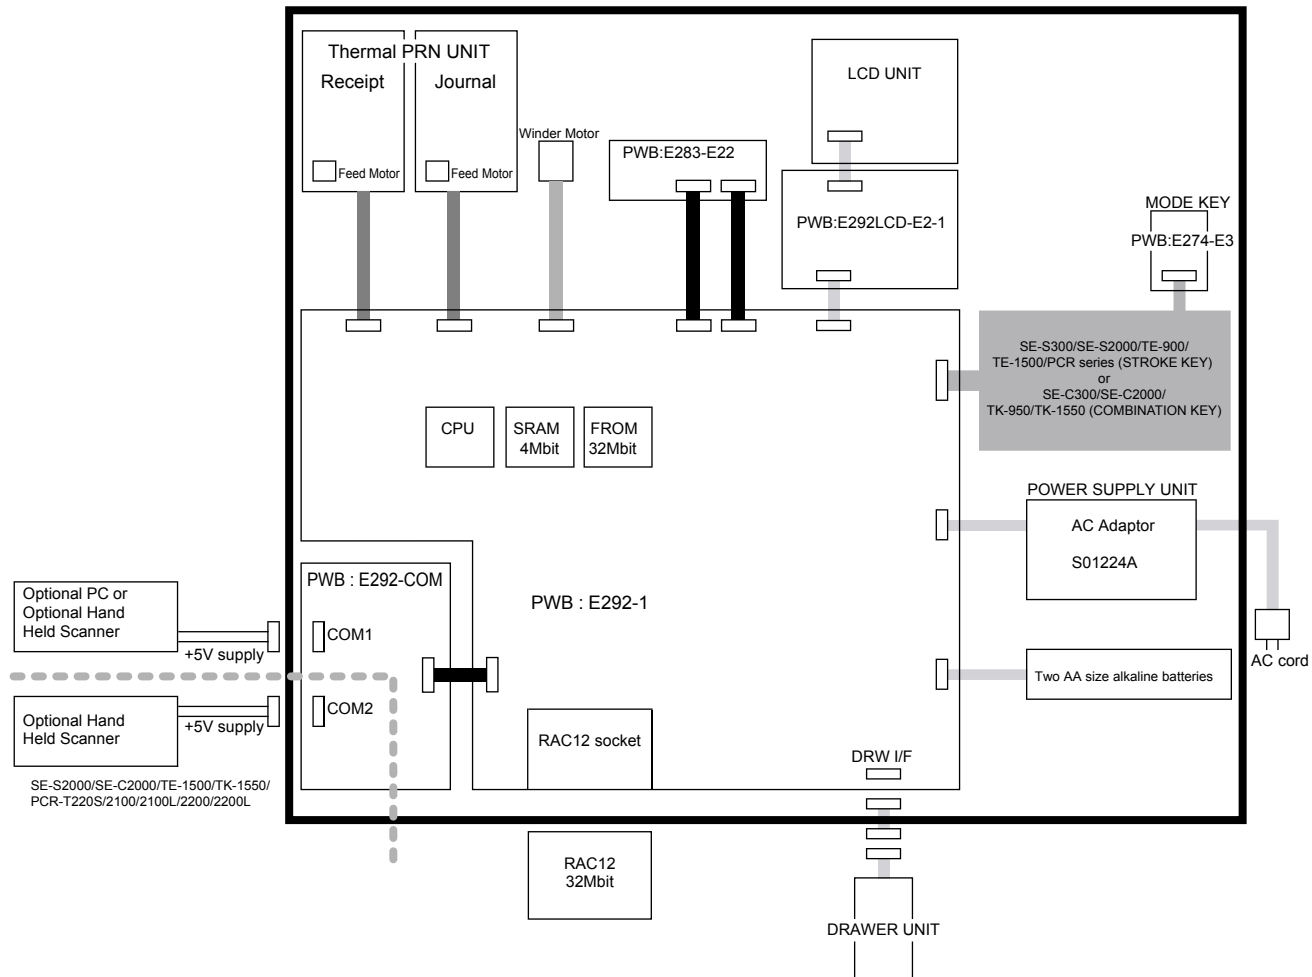 Thermal PRN UNIT
Receipt
Journal
Feed Motor
Feed Motor
Winder Motor
PWB:E283-E22
LCD UNIT
PWB:E292LCD-E2-1
MODE KEY
PWB:E274-E3
SE-S300/SE-S2000/TE-900/
TE-1500/PCR series (STROKE KEY)
or
SE-C300/SE-C2000/
TK-950/TK-1550 (COMBINATION KEY)
CPU
SRAM
4Mbit
FROM
32Mbit
POWER SUPPLY UNIT
AC Adaptor
S01224A
AC cord
Two AA size alkaline batteries
PWB : E292-COM
COM1
COM2
PWB : E292-1
Optional PC or
Optional Hand
Held Scanner
+5V supply
Optional Hand
Held Scanner
+5V supply
SE-S2000/SE-C2000/TE-1500/TK-1550/
PCR-T220S/2100/2100L/2200/2200L
RAC12 socket
DRW I/F
RAC12
32Mbit
DRAWER UNIT